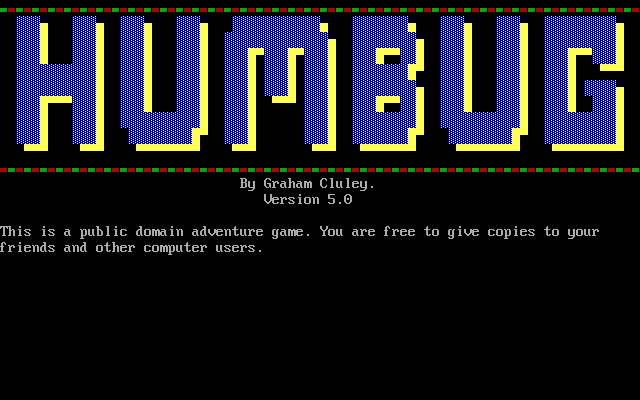 HUMBUG
By Graham Cluley.
Version 5.0
This is a public domain adventure game. You are free to give copies to your
friends and other computer users.